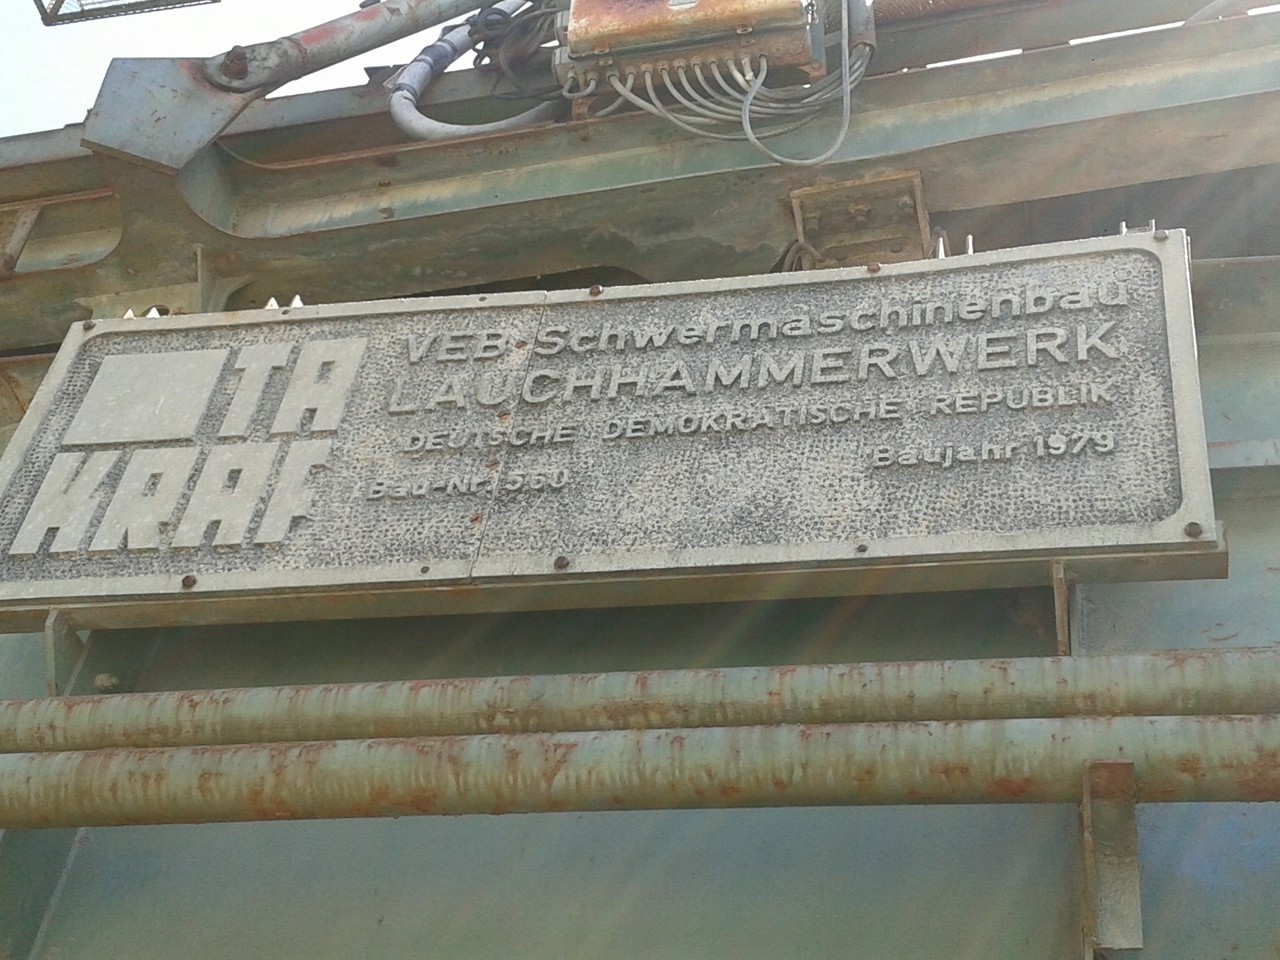 TA
KRAF
VEB Schwermaschinenbau
LAUCHHAMMERWERK
DEUTSCHE DEMOKRATISCHE REPUBLIK
Bau-Nr. 560 Baujahr 1979